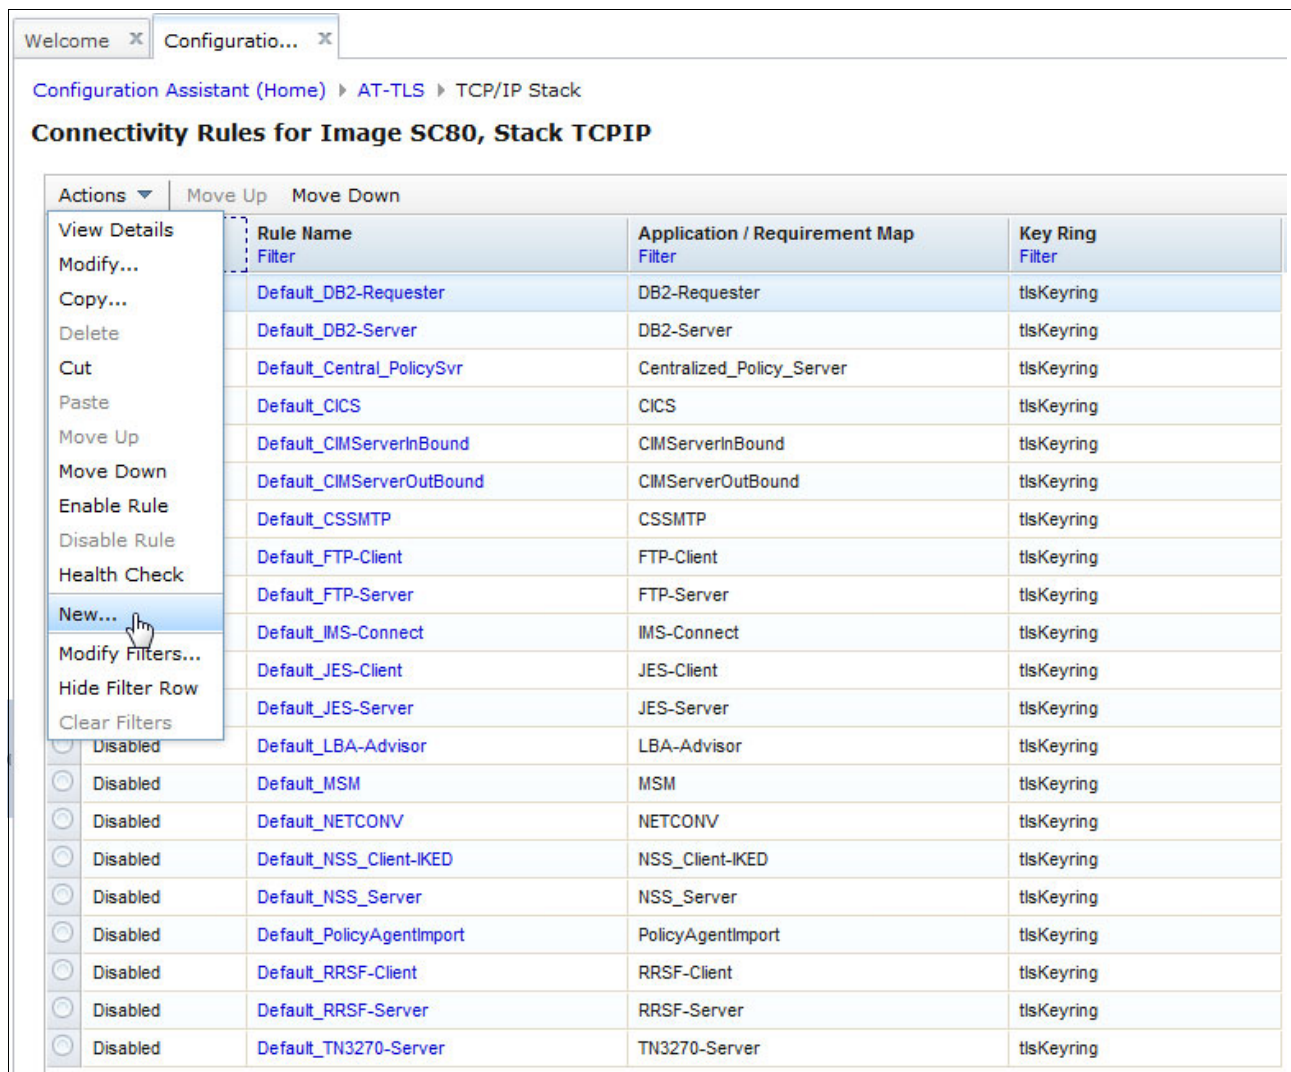 Welcome x Configuratio... x
Configuration Assistant (Home) AT-TLS TCP/IP Stack
Connectivity Rules for Image SC80, Stack TCPIP
Actions Move Up Move Down
View Details
Modify...
Copy...
Delete
Cut
Paste
Move Up
Move Down
Enable Rule
Disable Rule
Health Check
New...
Modify Filters...
Hide Filter Row
Clear Filters
Rule Name Application / Requirement Map Key Ring
Filter Filter Filter
Default_DB2-Requester DB2-Requester tlsKeyring
Default_DB2-Server DB2-Server tlsKeyring
Default_Central_PolicySvr Centralized_Policy_Server tlsKeyring
Default_CICS CICS tlsKeyring
Default_CIMServerInBound CIMServerInBound tlsKeyring
Default_CIMServerOutBound CIMServerOutBound tlsKeyring
Default_CSSMTP CSSMTP tlsKeyring
Default_FTP-Client FTP-Client tlsKeyring
Default_FTP-Server FTP-Server tlsKeyring
Default_IMS-Connect IMS-Connect tlsKeyring
Default_JES-Client JES-Client tlsKeyring
Default_JES-Server JES-Server tlsKeyring
Disabled Default_LBA-Advisor LBA-Advisor tlsKeyring
Disabled Default_MSM MSM tlsKeyring
Disabled Default_NETCONV NETCONV tlsKeyring
Disabled Default_NSS_Client-IKED NSS_Client-IKED tlsKeyring
Disabled Default_NSS_Server NSS_Server tlsKeyring
Disabled Default_PolicyAgentImport PolicyAgentImport tlsKeyring
Disabled Default_RRSF-Client RRSF-Client tlsKeyring
Disabled Default_RRSF-Server RRSF-Server tlsKeyring
Disabled Default_TN3270-Server TN3270-Server tlsKeyring